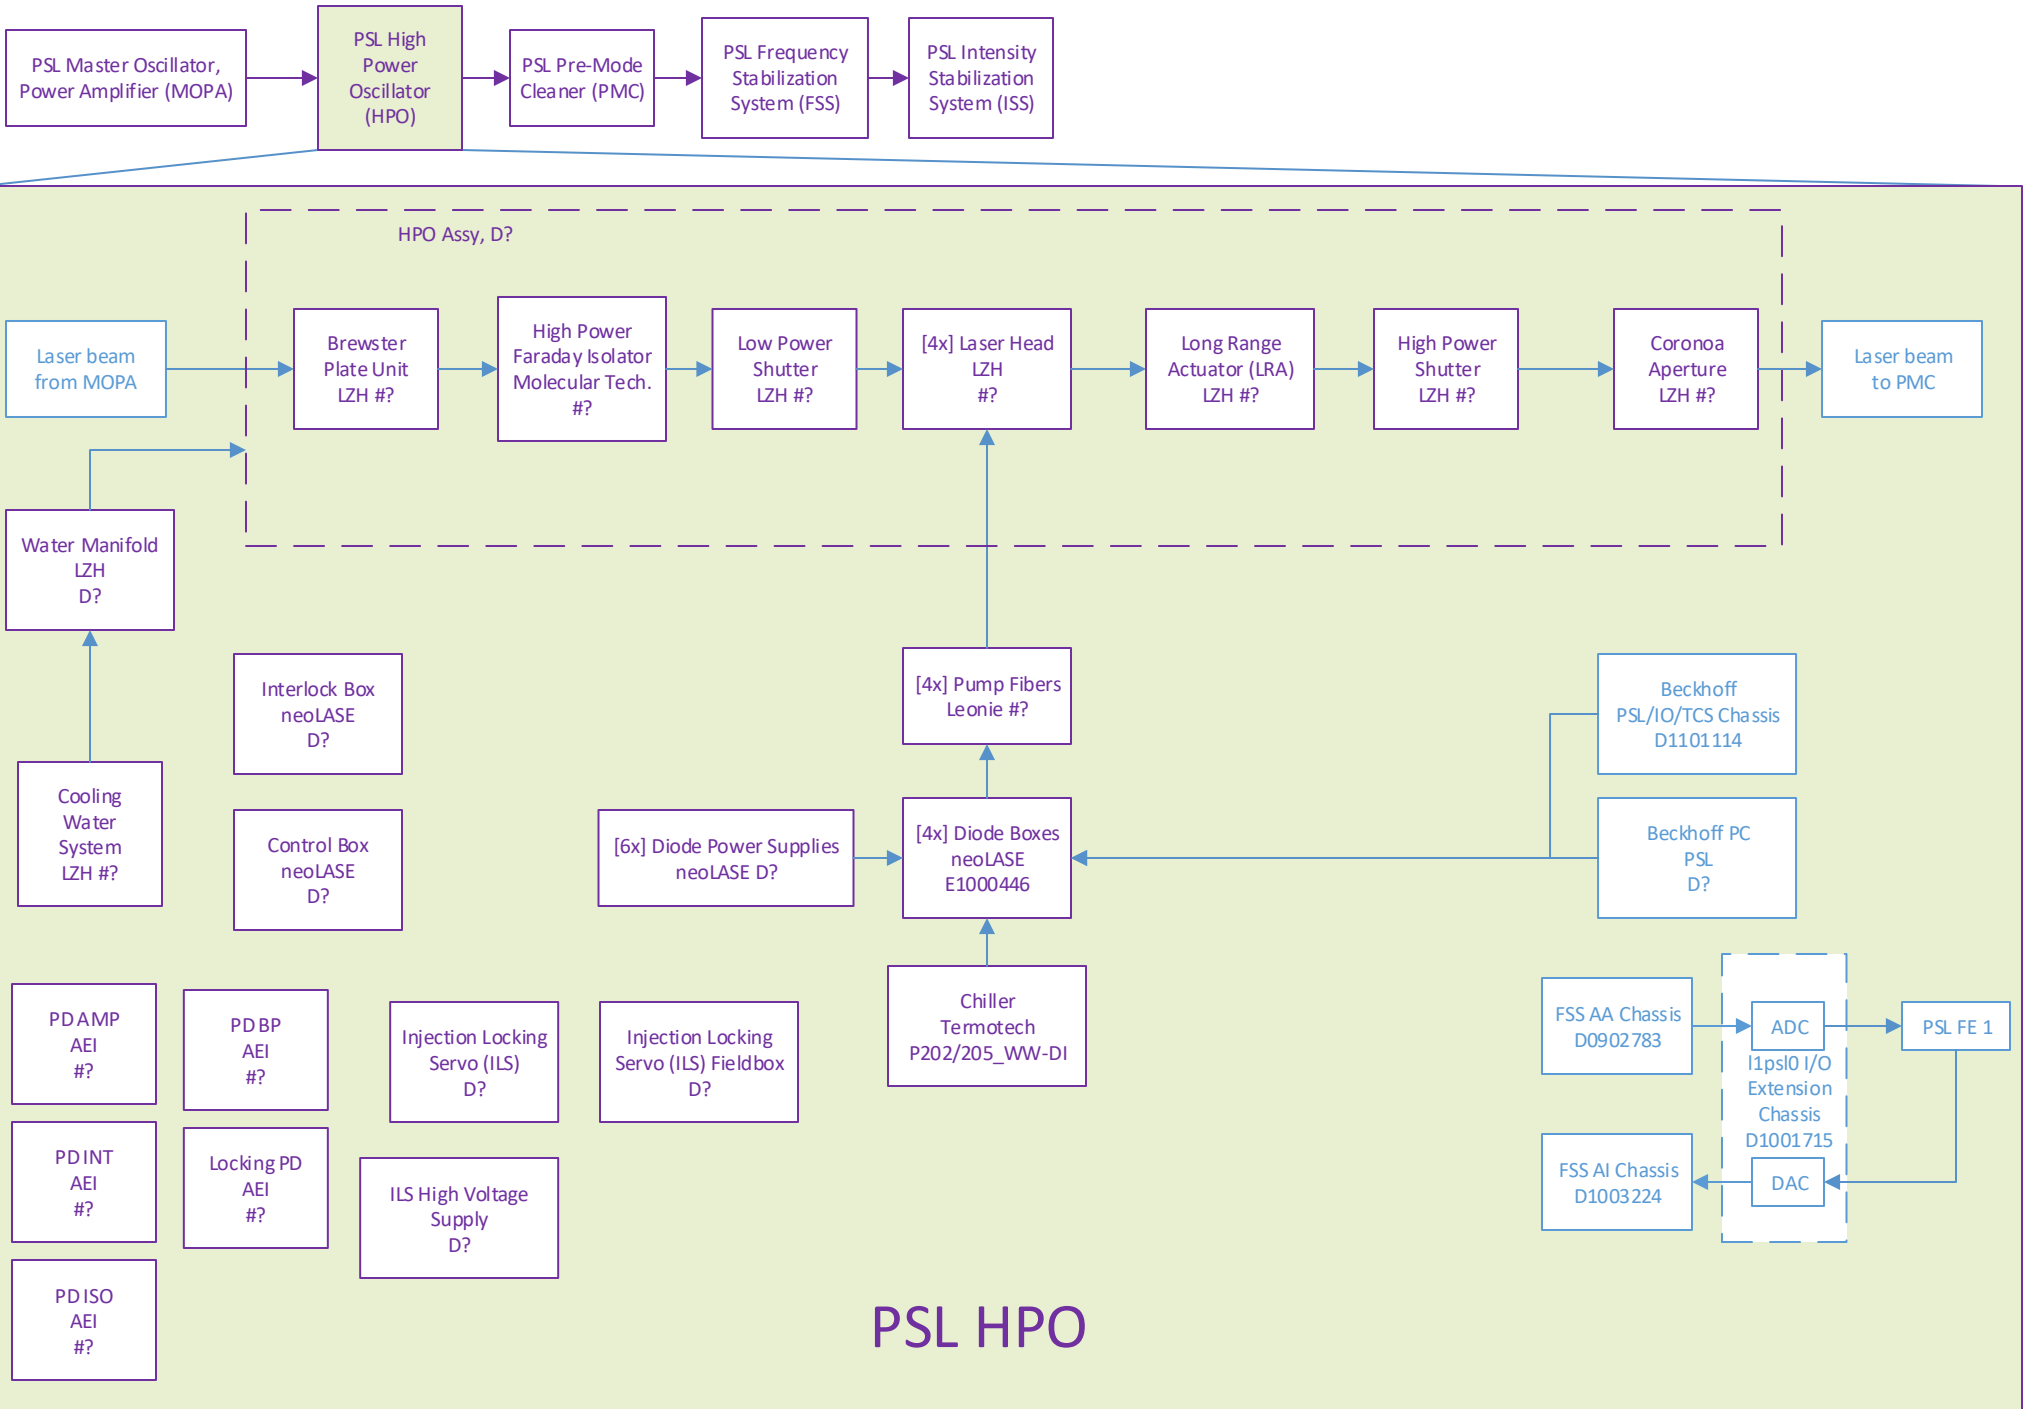 PSL Master Oscillator,
Power Amplifier (MOPA)
PSL High
Power
Oscillator
(HPO)
PSL Pre-Mode
Cleaner (PMC)
PSL Frequency
Stabilization
System (FSS)
PSL Intensity
Stabilization
System (ISS)
HPO Assy, D?
Laser beam
from MOPA
Brewster
Plate Unit
LZH #?
High Power
Faraday Isolator
Molecular Tech.
#?
Low Power
Shutter
LZH #?
[4x] Laser Head
LZH
#?
Long Range
Actuator (LRA)
LZH #?
High Power
Shutter
LZH #?
Coronoa
Aperture
LZH #?
Laser beam
to PMC
Water Manifold
LZH
D?
Interlock Box
neoLASE
D?
[4x] Pump Fibers
Leonie #?
Beckhoff
PSL/IO/TCS Chassis
D1101114
Cooling
Water
System
LZH #?
Control Box
neoLASE
D?
[6x] Diode Power Supplies
neoLASE D?
[4x] Diode Boxes
neoLASE
E1000446
Beckhoff PC
PSL
D?
PD AMP
AEI
#?
PD BP
AEI
#?
Injection Locking
Servo (ILS)
D?
Injection Locking
Servo (ILS) Fieldbox
D?
Chiller
Termotech
P202/205_WW-DI
FSS AA Chassis
D0902783
ADC
l1psl0 I/O
Extension
Chassis
D1001715
DAC
PSL FE 1
PD INT
AEI
#?
Locking PD
AEI
#?
ILS High Voltage
Supply
D?
FSS AI Chassis
D1003224
PD ISO
AEI
#?
PSL HPO